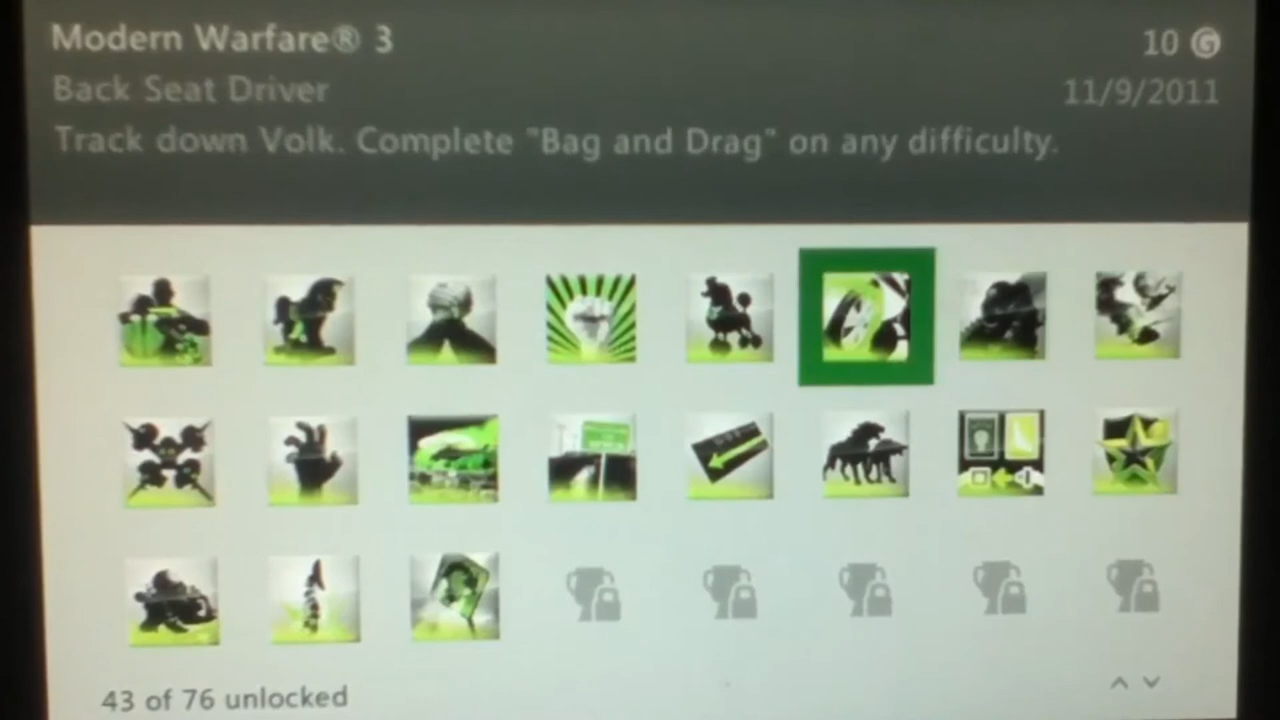 Modern Warfare® 3
10 G
Back Seat Driver
11/9/2011
Track down Volk. Complete "Bag and Drag" on any difficulty.
43 of 76 unlocked